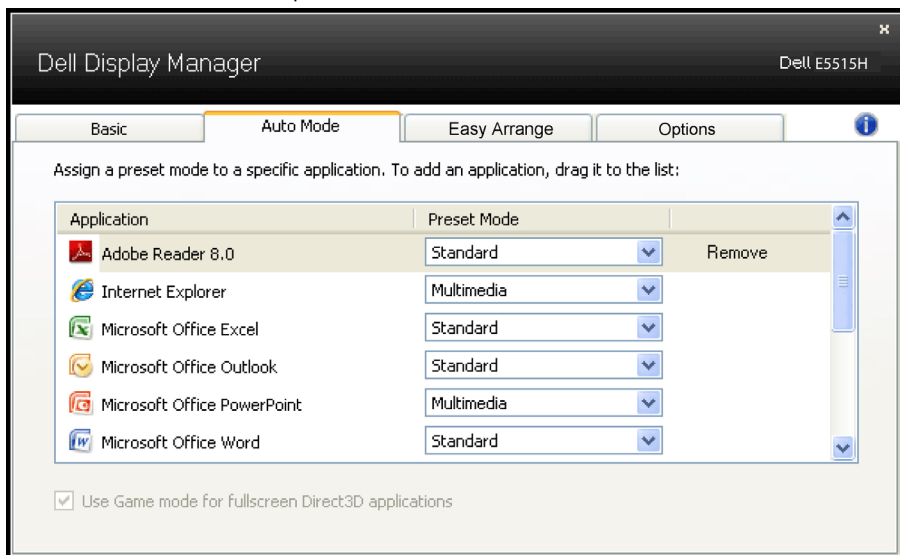 x
Dell Display Manager
Dell E5515H
Basic Auto Mode Easy Arrange Options
Assign a preset mode to a specific application. To add an application, drag it to the list:
Application Preset Mode
Adobe Reader 8.0 Standard Remove
Internet Explorer Multimedia
Microsoft Office Excel Standard
Microsoft Office Outlook Standard
Microsoft Office PowerPoint Multimedia
Microsoft Office Word Standard
Use Game mode for fullscreen Direct3D applications